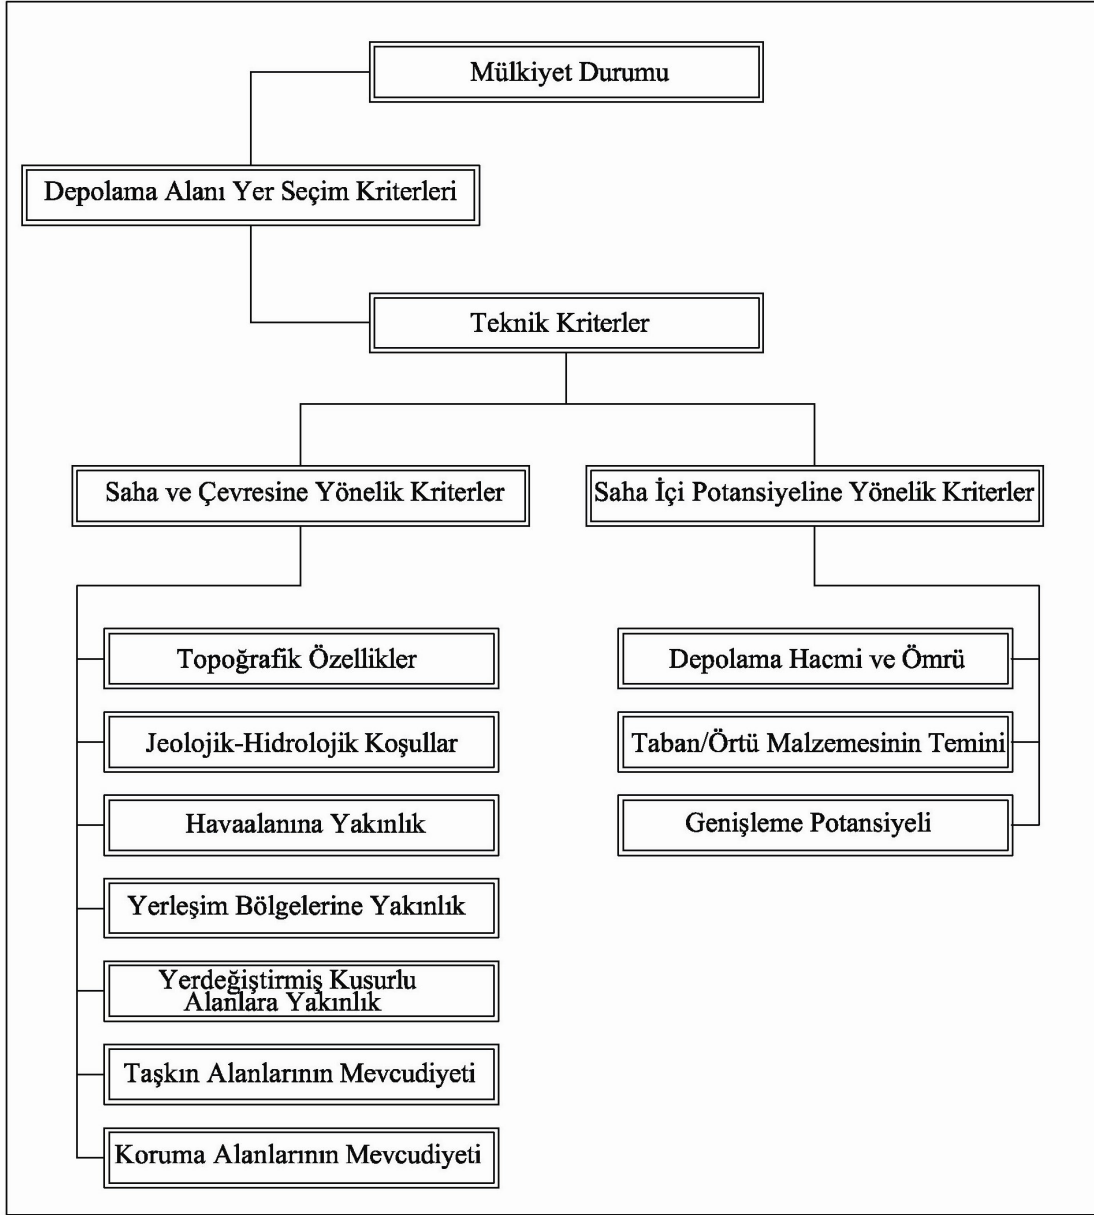 Mülkiyet Durumu
Depolama Alanı Yer Seçim Kriterleri
Teknik Kriterler
Saha ve Çevresine Yönelik Kriterler
Saha İçi Potansiyeline Yönelik Kriterler
Topoğrafik Özellikler
Jeolojik-Hidrolojik Koşullar
Havaalanına Yakınlık
Yerleşim Bölgelerine Yakınlık
Yerdeğiştirmiş Kusurlu
Alanlara Yakınlık
Taşkın Alanlarının Mevcudiyeti
Koruma Alanlarının Mevcudiyeti
Depolama Hacmi ve Ömrü
Taban/Örtü Malzemesinin Temini
Genişleme Potansiyeli